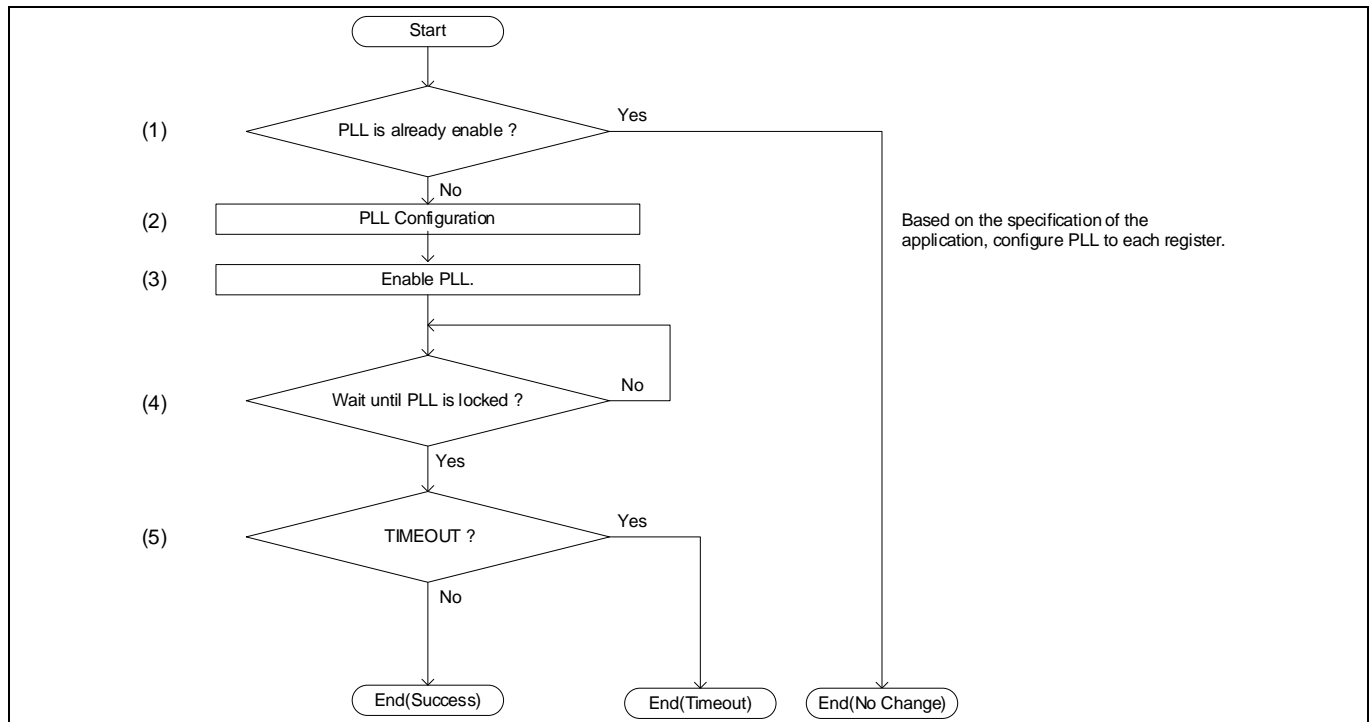 Start
(1)
PLL is already enable ?
Yes
No
(2)
PLL Configuration
Based on the specification of the
application, configure PLL to each register.
(3)
Enable PLL.
(4)
Wait until PLL is locked ?
No
Yes
(5)
TIMEOUT ?
Yes
No
End(Success)
End(Timeout)
End(No Change)